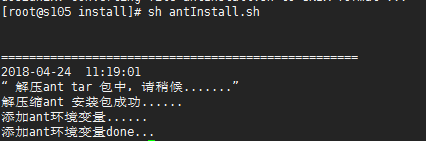 [root@s105 install]# sh antInstall.sh
==================================================
2018-04-24  11:19:01
“ 解压ant tar 包中, 请稍候.......”
解压缩ant 安装包成功......
添加ant环境变量......
添加ant环境变量done...